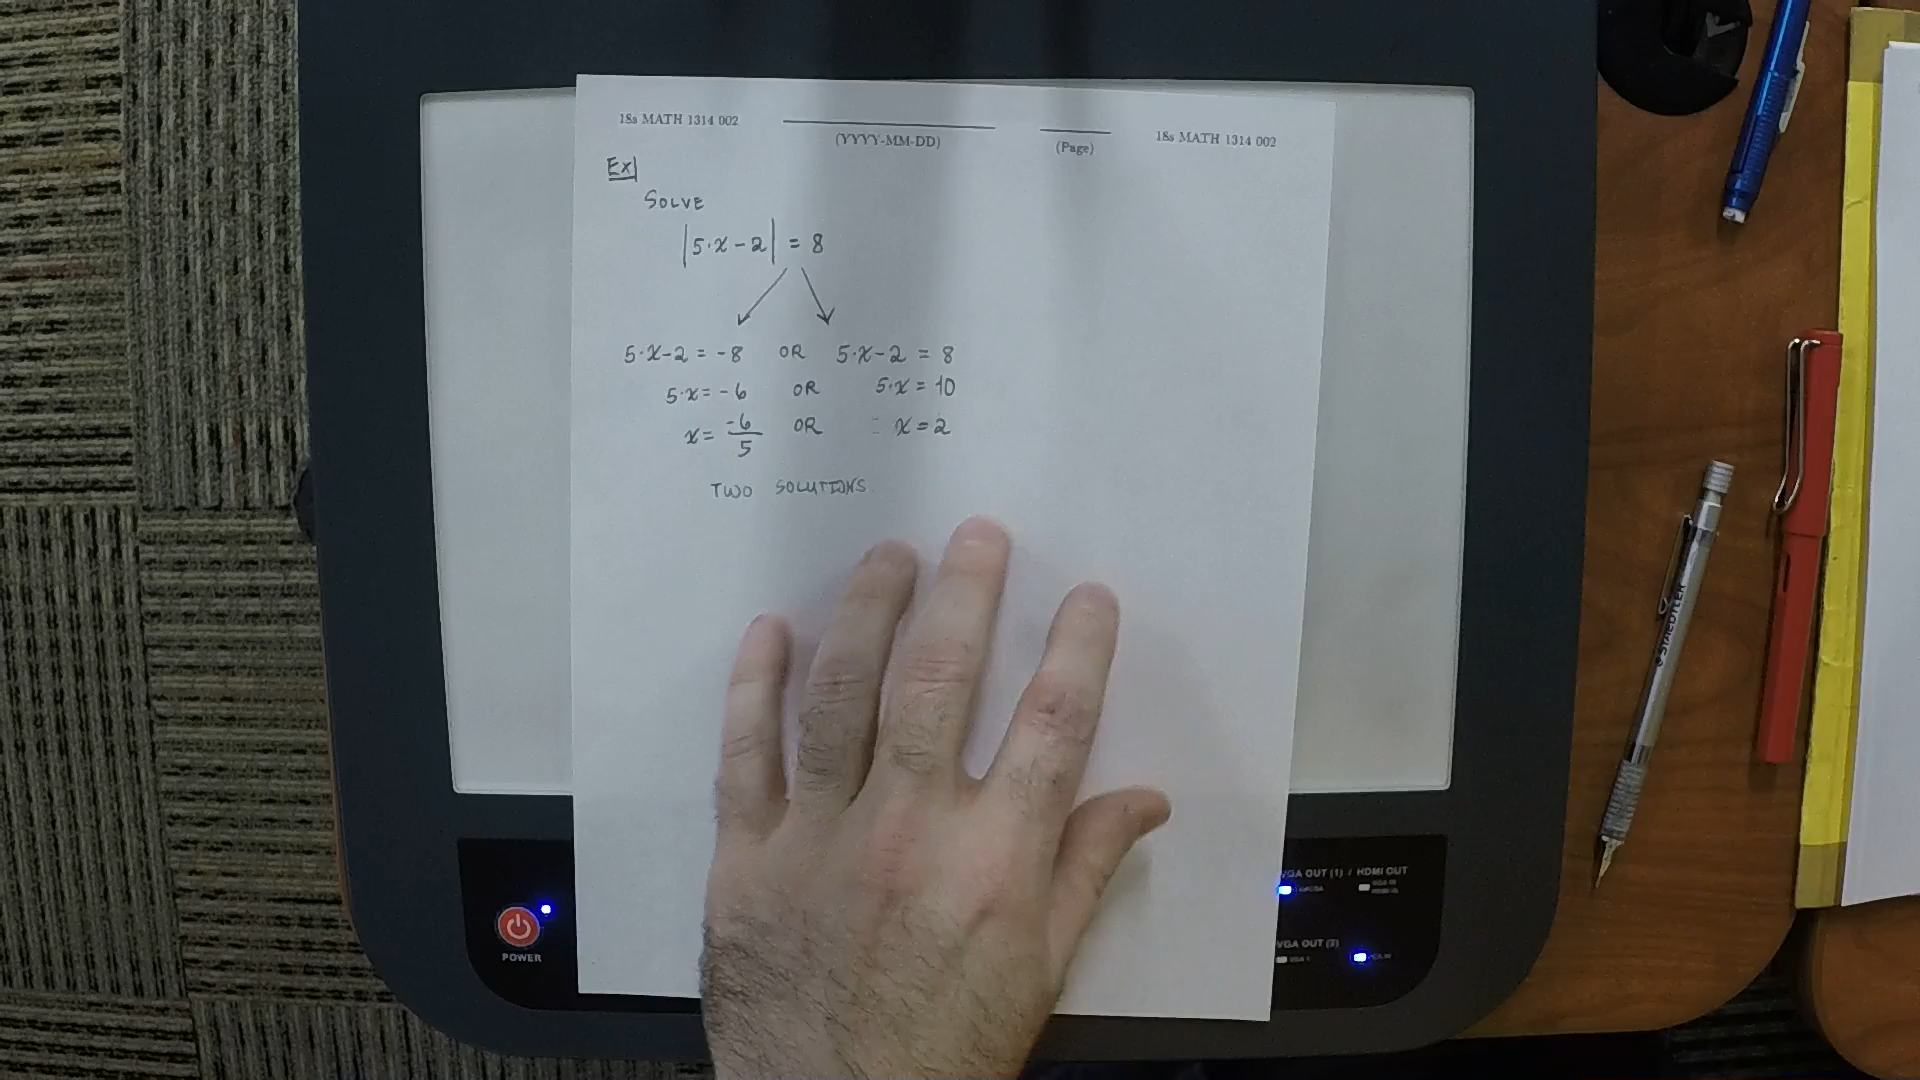 18s MATH 1314 002
(YYYY-MM-DD)
(Page)
18s MATH 1314 002
Ex
SOLVE
|5·x-2| = 8
5·x-2 = -8 OR 5·x-2 = 8
5·x = -6 OR 5·x = 10
x = -6/5 OR x = 2
TWO SOLUTIONS
STAEDTLER
VGA OUT (1) / HDMI OUT
VGA OUT (2)
POWER